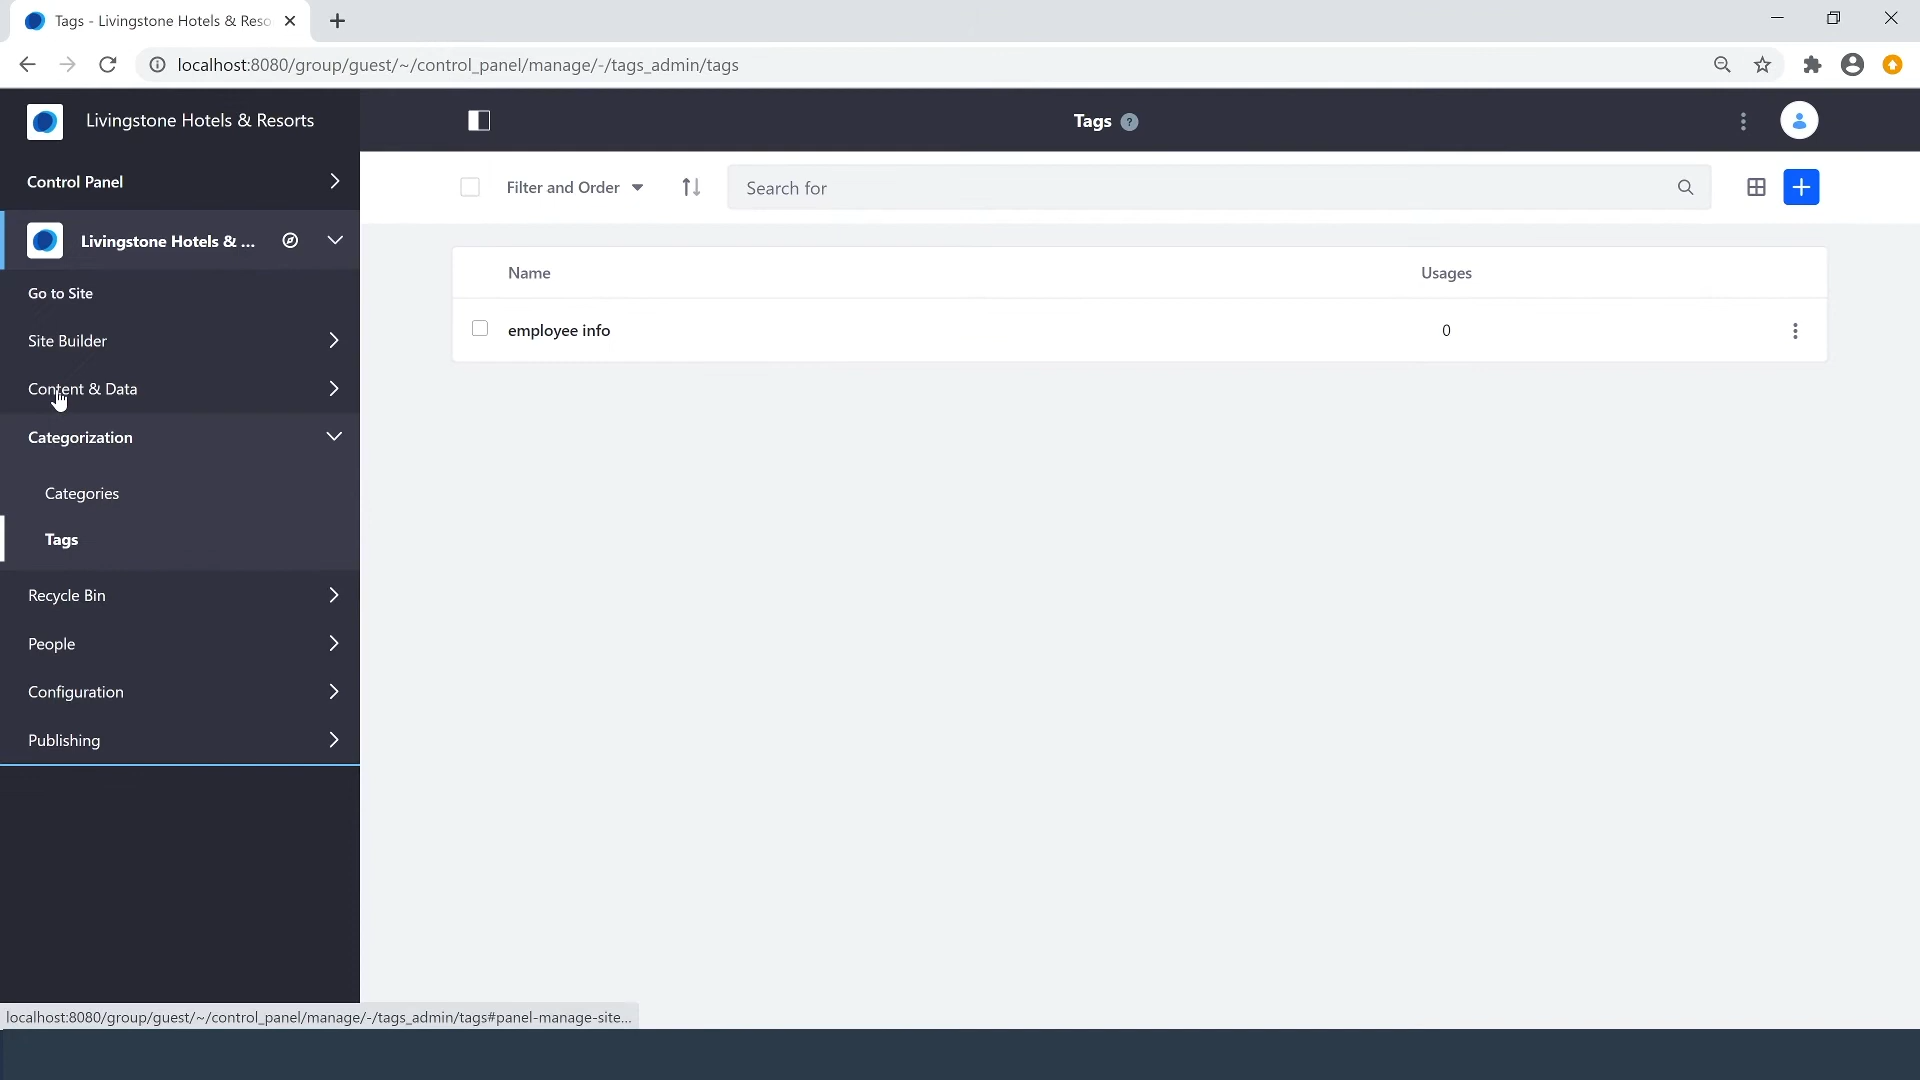 Tags - Livingstone Hotels & Reso
localhost:8080/group/guest/~/control_panel/manage/-/tags_admin/tags
Livingstone Hotels & Resorts
Tags ?
Control Panel
Filter and Order
Search for
Livingstone Hotels & ...
Name
Usages
Go to Site
employee info
0
Site Builder
Content & Data
Categorization
Categories
Tags
Recycle Bin
People
Configuration
Publishing
localhost:8080/group/guest/~/control_panel/manage/-/tags_admin/tags#panel-manage-site...